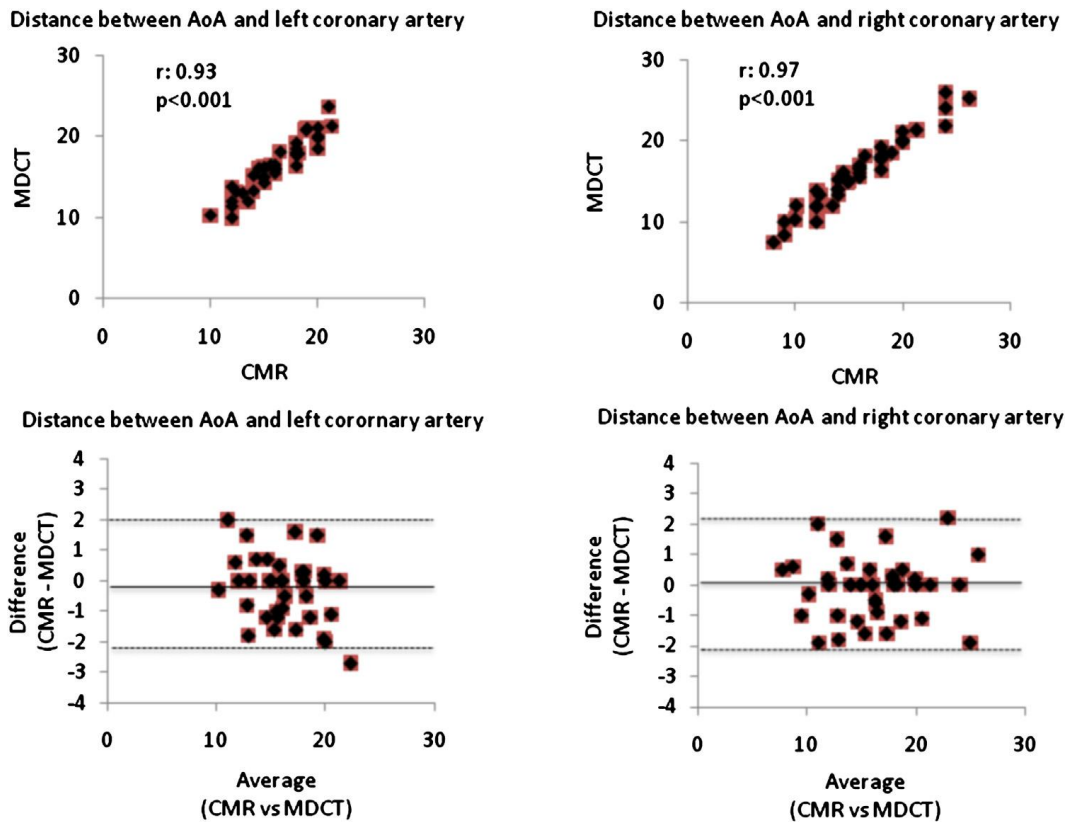 Distance between AoA and left coronary artery
30
20
10
0
0 10 20 30
MDCT
CMR
r: 0.93
p<0.001
Distance between AoA and right coronary artery
30
20
10
0
0 10 20 30
MDCT
CMR
r: 0.97
p<0.001
Distance between AoA and left corornary artery
4
3
2
1
0
-1
-2
-3
-4
0 10 20 30
Difference
(CMR - MDCT)
Average
(CMR vs MDCT)
Distance between AoA and right coronary artery
4
3
2
1
0
-1
-2
-3
-4
0 10 20 30
Difference
(CMR - MDCT)
Average
(CMR vs MDCT)